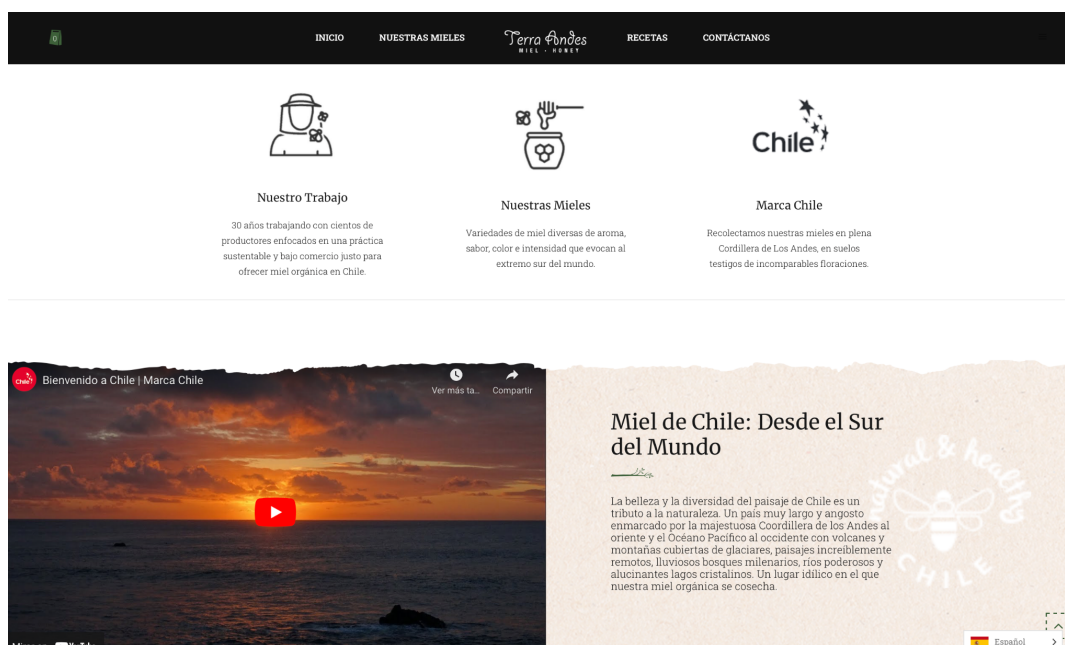 0
INICIO
NUESTRAS MIELES
Terra Andes
MIEL · HONEY
RECETAS
CONTÁCTANOS
Chile
Nuestro Trabajo
30 años trabajando con cientos de
productores enfocados en una práctica
sustentable y bajo comercio justo para
ofrecer miel orgánica en Chile.
Nuestras Mieles
Variedades de miel diversas de aroma,
sabor, color e intensidad que evocan al
extremo sur del mundo.
Marca Chile
Recolectamos nuestras mieles en plena
Cordillera de Los Andes, en suelos
testigos de incomparables floraciones.
Chile
Bienvenido a Chile | Marca Chile
Ver más ta...
Compartir
Miel de Chile: Desde el Sur
del Mundo
La belleza y la diversidad del paisaje de Chile es un
tributo a la naturaleza. Un pais muy largo y angosto
enmarcado por la majestuosa Coordillera de los Andes al
oriente y el Océano Pacífico al occidente con volcanes y
montañas cubiertas de glaciares, paisajes increíblemente
remotos, lluviosos bosques milenarios, ríos poderosos y
alucinantes lagos cristalinos. Un lugar idílico en el que
nuestra miel orgánica se cosecha.
natural & healthy
CHILE
Español